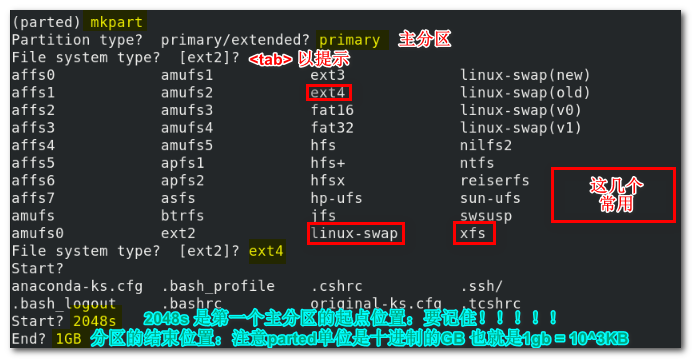 (parted) mkpart
Partition type?  primary/extended? primary 主分区
File system type?  [ext2]? <tab> 以提示
affs0 amufs1 ext3 linux-swap(new)
affs1 amufs2 ext4 linux-swap(old)
affs2 amufs3 fat16 linux-swap(v0)
affs3 amufs4 fat32 linux-swap(v1)
affs4 amufs5 hfs nilfs2
affs5 apfs1 hfs+ ntfs
affs6 apfs2 hfsx reiserfs
affs7 asfs hp-ufs sun-ufs
amufs btrfs jfs swsusp
amufs0 ext2 linux-swap xfs
这几个
常用
File system type?  [ext2]? ext4
Start?
anaconda-ks.cfg .bash_profile .cshrc .ssh/
.bash_logout .bashrc original-ks.cfg .tcshrc
Start? 2048s 2048s 是第一个主分区的起点位置：要记住！！！！！
End? 1GB 分区的结束位置：注意parted单位是十进制的GB 也就是1gb = 10^3KB